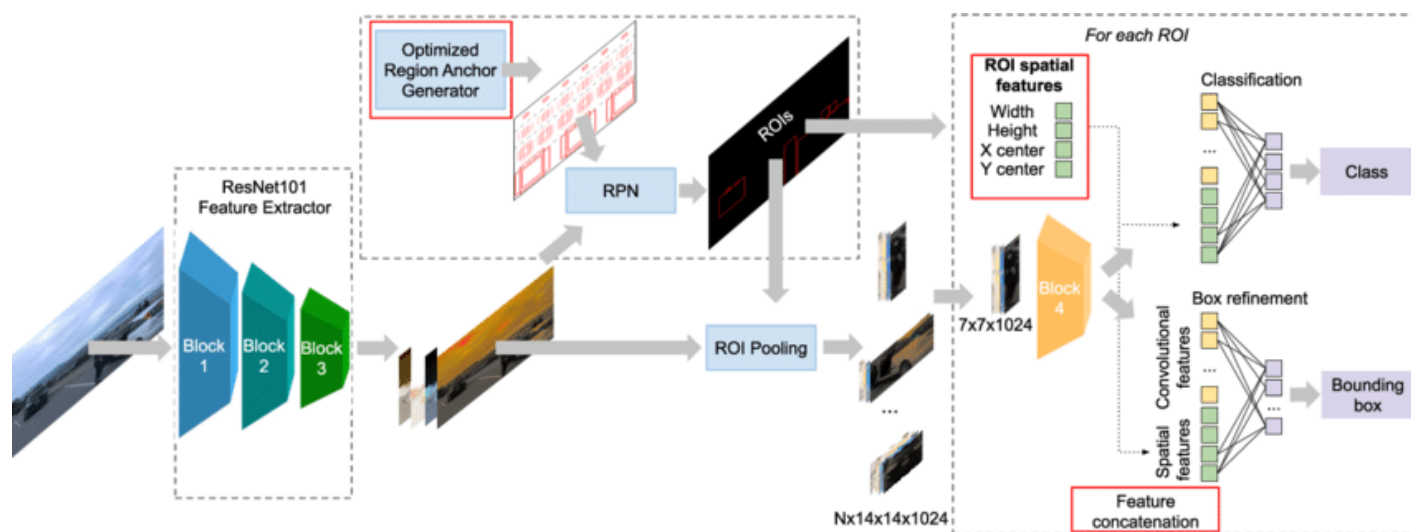 Optimized
Region Anchor
Generator
ResNet101
Feature Extractor
Block
1
Block
2
Block
3
RPN
ROIs
ROI Pooling
Nx14x14x1024
For each ROI
ROI spatial
features
Width
Height
X center
Y center
7x7x1024
Block
4
Classification
...
Class
Box refinement
Convolutional
features
Spatial
features
...
...
Bounding
box
Feature
concatenation
...